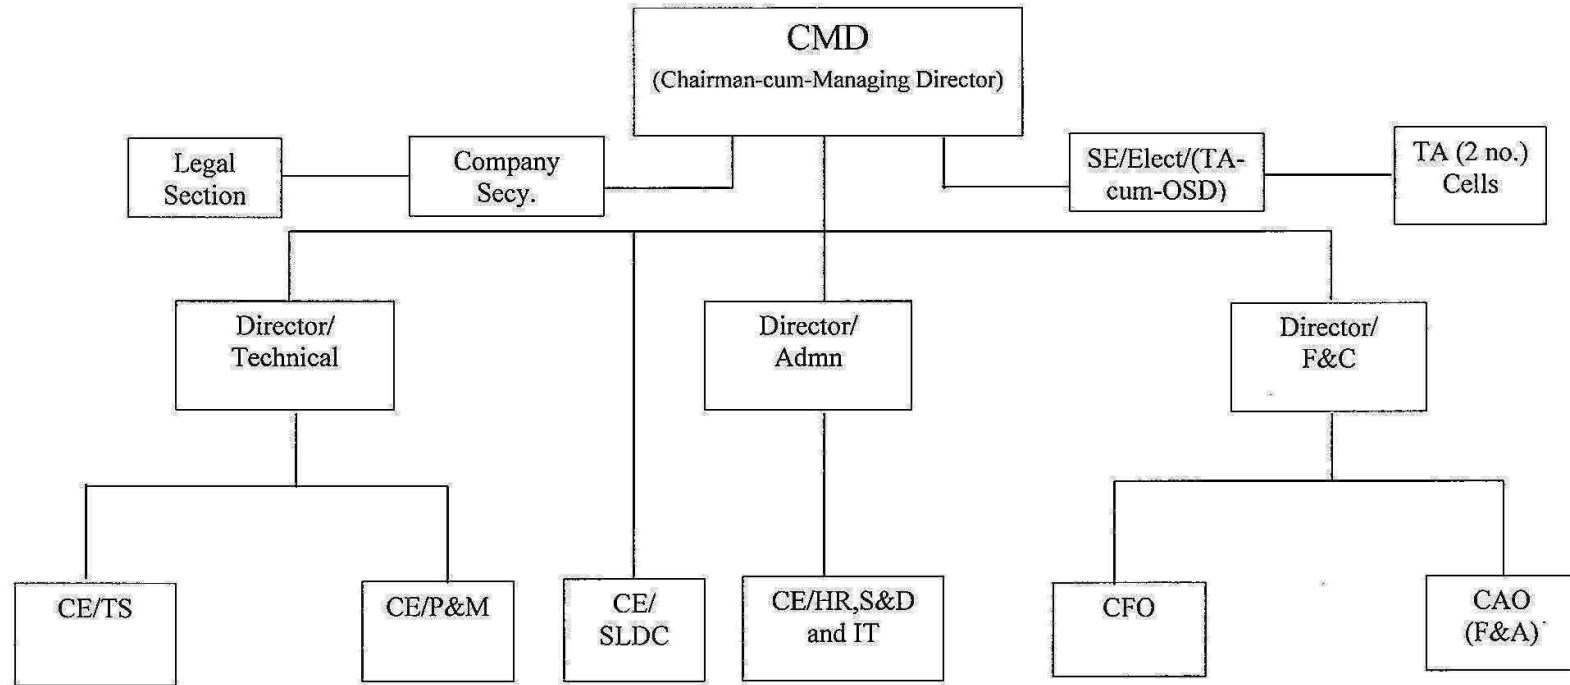 CMD
(Chairman-cum-Managing Director)
Legal
Section
Company
Secy.
SE/Elect/(TA-
cum-OSD)
TA (2 no.)
Cells
Director/
Technical
Director/
Admn
Director/
F&C
CE/TS
CE/P&M
CE/
SLDC
CE/HR,S&D
and IT
CFO
CAO
(F&A)